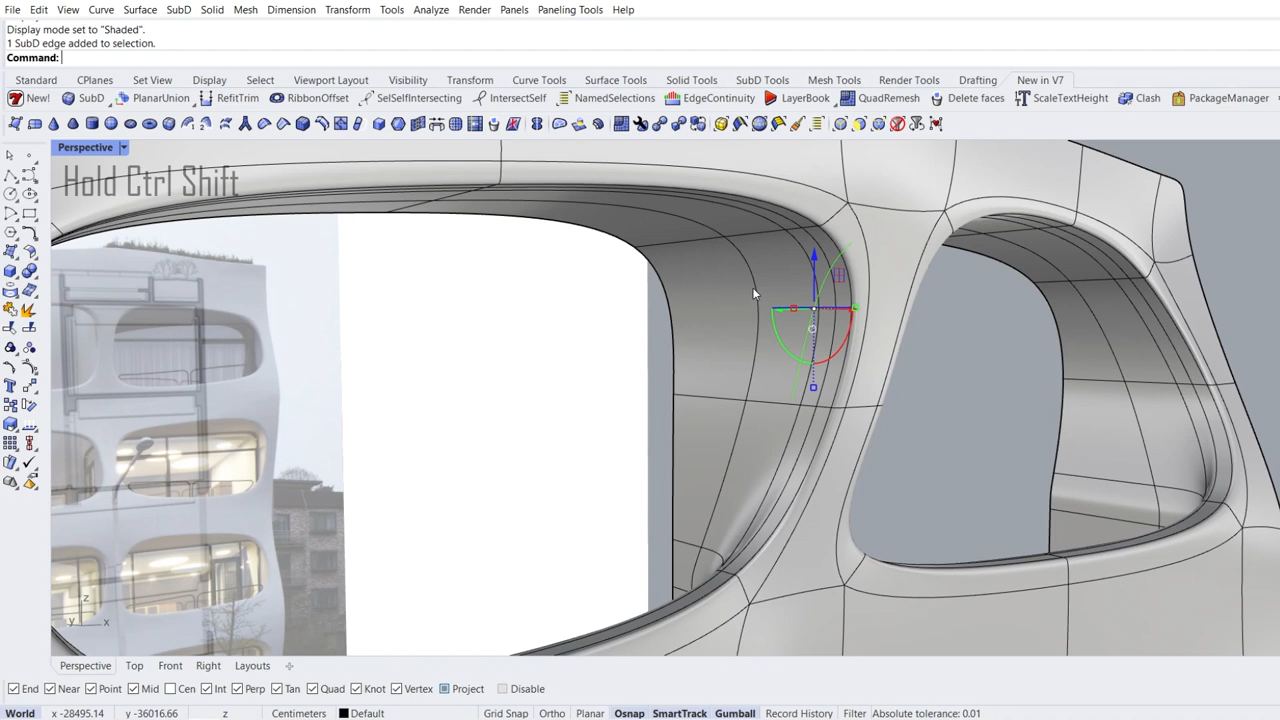 File Edit View Curve Surface SubD Solid Mesh Dimension Transform Tools Analyze Render Panels Paneling Tools Help
Display mode set to "Shaded".
1 SubD edge added to selection.
Command:
Standard CPlanes Set View Display Select Viewport Layout Visibility Transform Curve Tools Surface Tools Solid Tools SubD Tools Mesh Tools Render Tools Drafting New in V7
New! SubD PlanarUnion RefitTrim RibbonOffset SelSelfIntersecting IntersectSelf NamedSelections EdgeContinuity LayerBook QuadRemesh Delete faces ScaleTextHeight Clash PackageManager
Perspective
Hold Ctrl Shift
z
y x
Perspective Top Front Right Layouts
End Near Point Mid Cen Int Perp Tan Quad Knot Vertex Project Disable
World x -28495.14 y -36016.66 z Centimeters Default Grid Snap Ortho Planar Osnap SmartTrack Gumball Record History Filter Absolute tolerance: 0.01